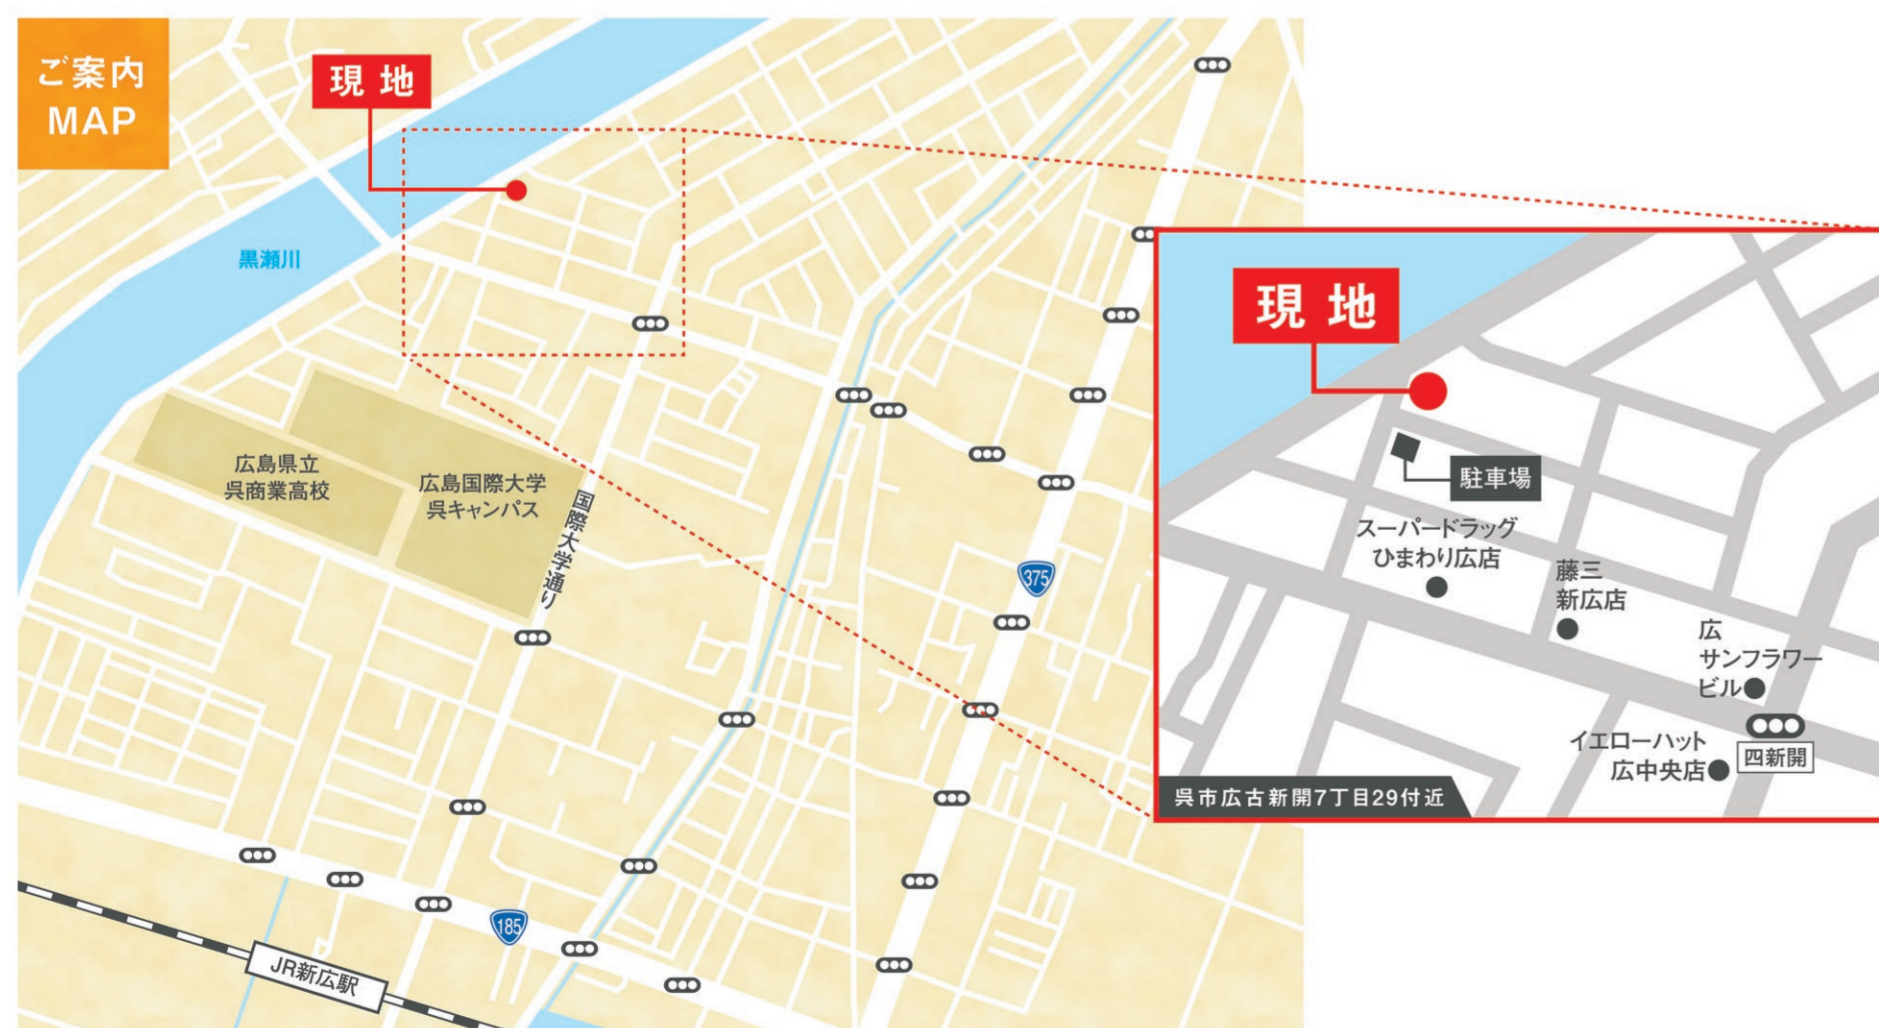 ご案内
MAP
現地
黒瀬川
広島県立
呉商業高校
広島国際大学
呉キャンパス
国際大学通り
375
185
JR新広駅
現地
駐車場
スーパードラッグ
ひまわり広店
藤三
新広店
広
サンフラワー
ビル
イエローハット
広中央店
四新開
呉市広古新開7丁目29付近